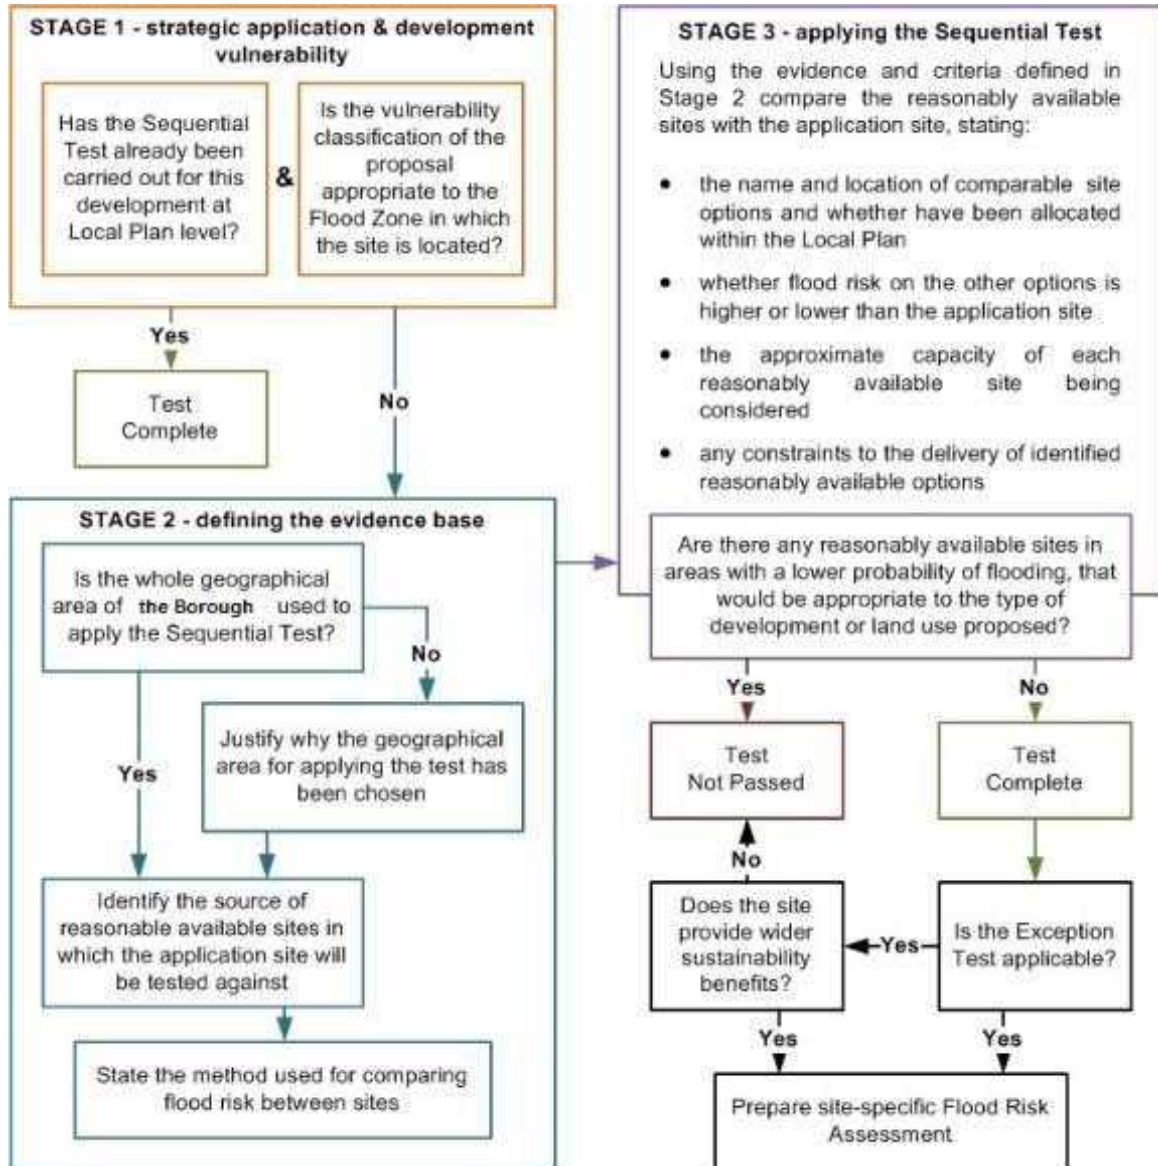 STAGE 1 - strategic application & development
vulnerability
Has the Sequential
Test already been
carried out for this
development at
Local Plan level?
&
Is the vulnerability
classification of the
proposal
appropriate to the
Flood Zone in which
the site is located?
Yes
No
Test
Complete
STAGE 2 - defining the evidence base
Is the whole geographical
area of the Borough used to
apply the Sequential Test?
No
Yes
Justify why the geographical
area for applying the test has
been chosen
Identify the source of
reasonable available sites in
which the application site will
be tested against
State the method used for comparing
flood risk between sites
STAGE 3 - applying the Sequential Test
Using the evidence and criteria defined in
Stage 2 compare the reasonably available
sites with the application site, stating:
• the name and location of comparable site
options and whether have been allocated
within the Local Plan
• whether flood risk on the other options is
higher or lower than the application site
• the approximate capacity of each
reasonably available site being
considered
• any constraints to the delivery of identified
reasonably available options
Are there any reasonably available sites in
areas with a lower probability of flooding, that
would be appropriate to the type of
development or land use proposed?
Yes
No
Test
Not Passed
Test
Complete
No
Does the site
provide wider
sustainability
benefits?
Yes
Is the Exception
Test applicable?
Yes
Yes
Prepare site-specific Flood Risk
Assessment